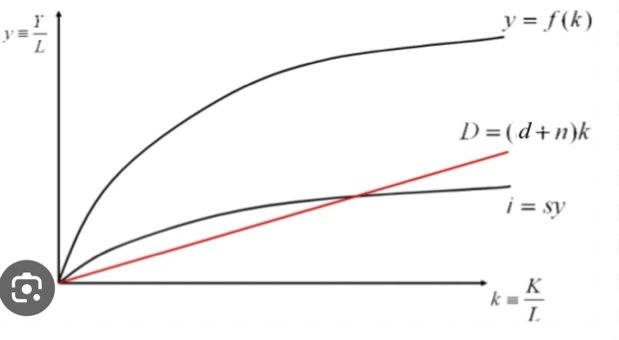 y ≡ Y/L
y = f(k)
D = (d+n)k
i = sy
k ≡ K/L